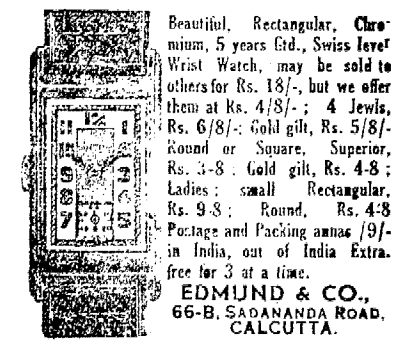 Beautiful, Rectangular, Chro-
mium, 5 years Gtd., Swiss lever
Wrist Watch, may be sold to
others for Rs. 18/-, but we offer
them at Rs. 4/8/- ; 4 Jewls,
Rs. 6/8/-; Gold gilt, Rs. 5/8/-
Round or Square, Superior,
Rs. 3-8 : Gold gilt, Rs. 4-8 ;
Ladies : small Rectangular,
Rs. 9-8 ; Round, Rs. 4-8
Postage and Packing annas /9/-
in India, out of India Extra.
free for 3 at a time.
EDMUND & CO.,
66-B, SADANANDA ROAD,
CALCUTTA.